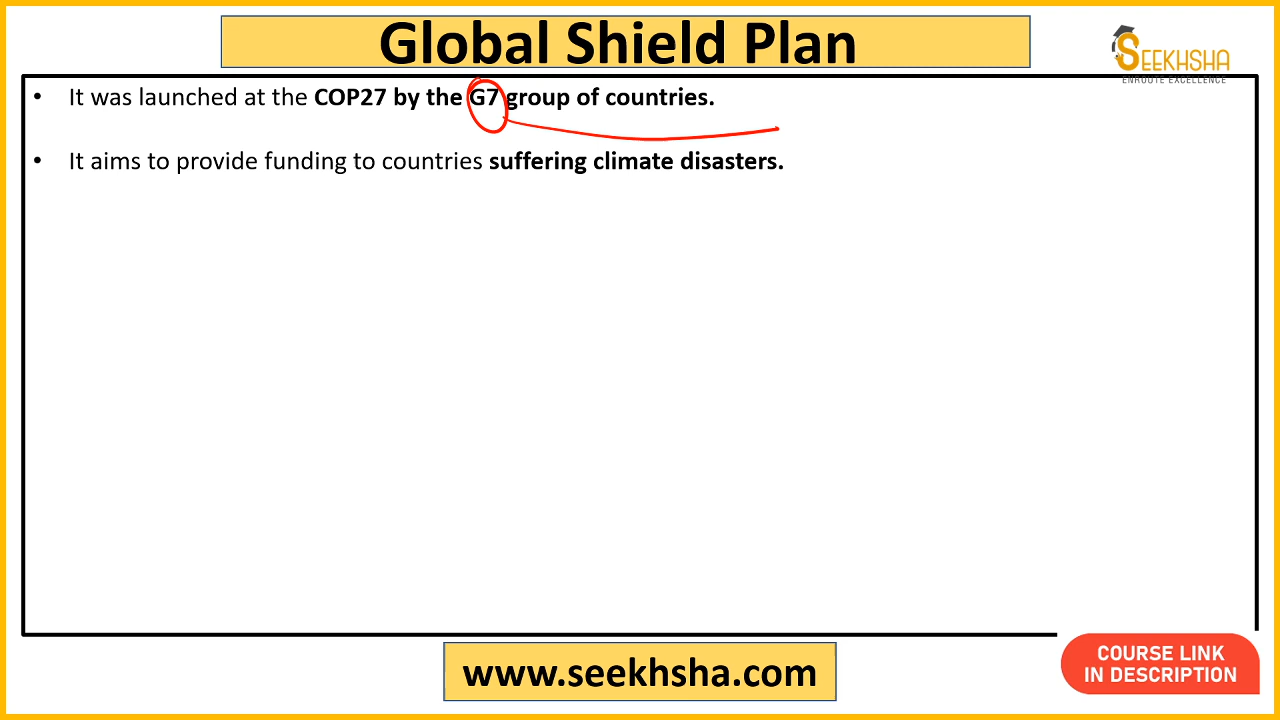 Global Shield Plan
SEEKHSHA
ENROUTE EXCELLENCE
• It was launched at the COP27 by the G7 group of countries.
• It aims to provide funding to countries suffering climate disasters.
www.seekhsha.com
COURSE LINK
IN DESCRIPTION